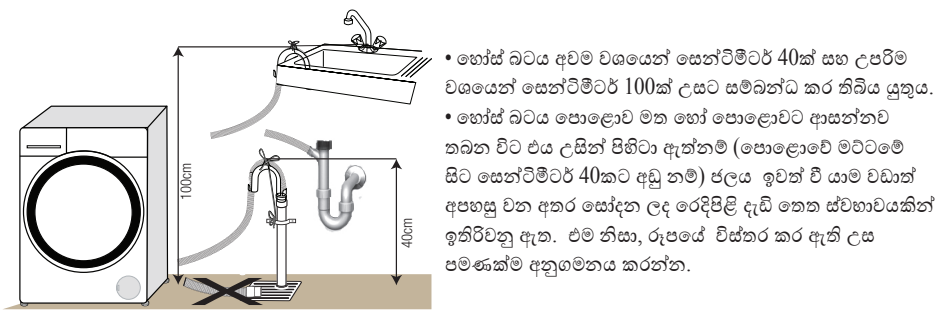 100cm
40cm
• හෝස් බටය අවම වශයෙන් සෙන්ටිමීටර් 40ක් සහ උපරිම
වශයෙන් සෙන්ටිමීටර් 100ක් උසට සම්බන්ධ කර තිබිය යුතුය.
• හෝස් බටය පොළොව මත හෝ පොළොවට ආසන්නව
තබන විට එය උසින් පිහිටා ඇත්නම් (පොළොවේ මට්ටමේ
සිට සෙන්ටිමීටර් 40කට අඩු නම්) ජලය ඉවත් වී යාම වඩාත්
අපහසු වන අතර සෝදන ලද රෙදිපිළි දැඩි තෙත ස්වභාවයකින්
ඉතිරිවනු ඇත. එම නිසා, රූපයේ විස්තර කර ඇති උස
පමණක්ම අනුගමනය කරන්න.